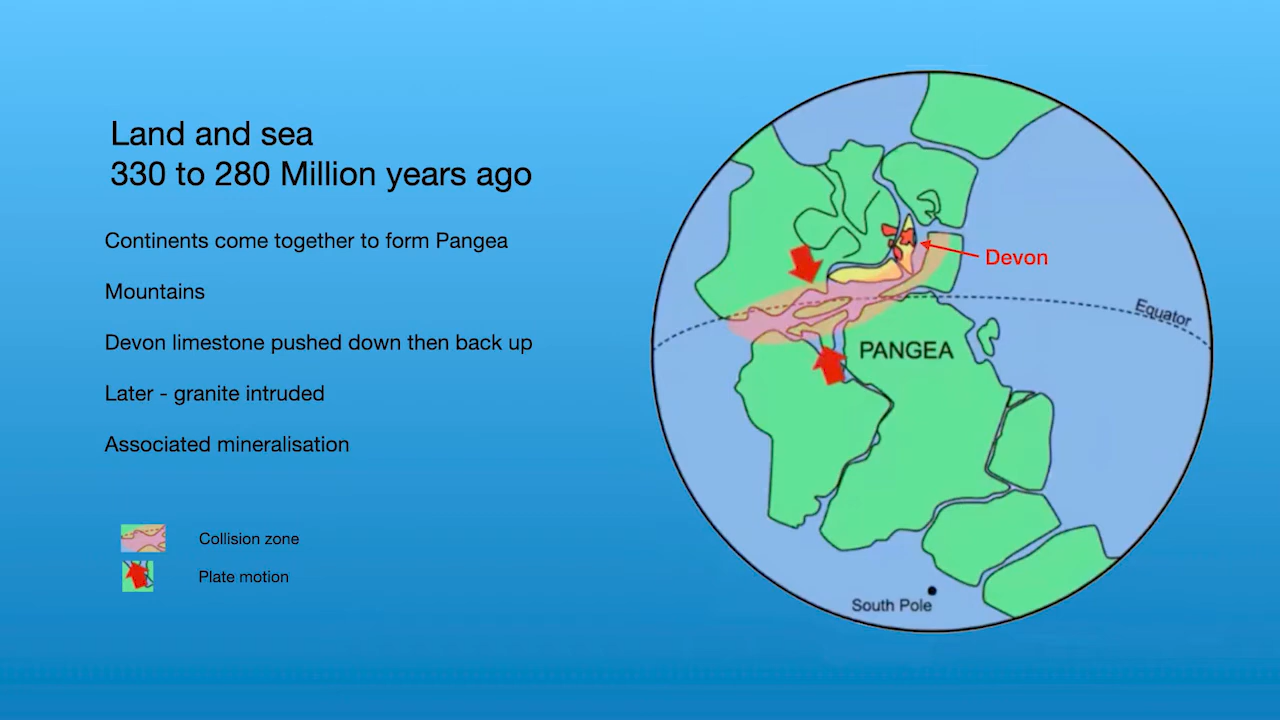 Land and sea
330 to 280 Million years ago
Continents come together to form Pangea
Mountains
Devon limestone pushed down then back up
Later - granite intruded
Associated mineralisation
Collision zone
Plate motion
Devon
Equator
PANGEA
South Pole